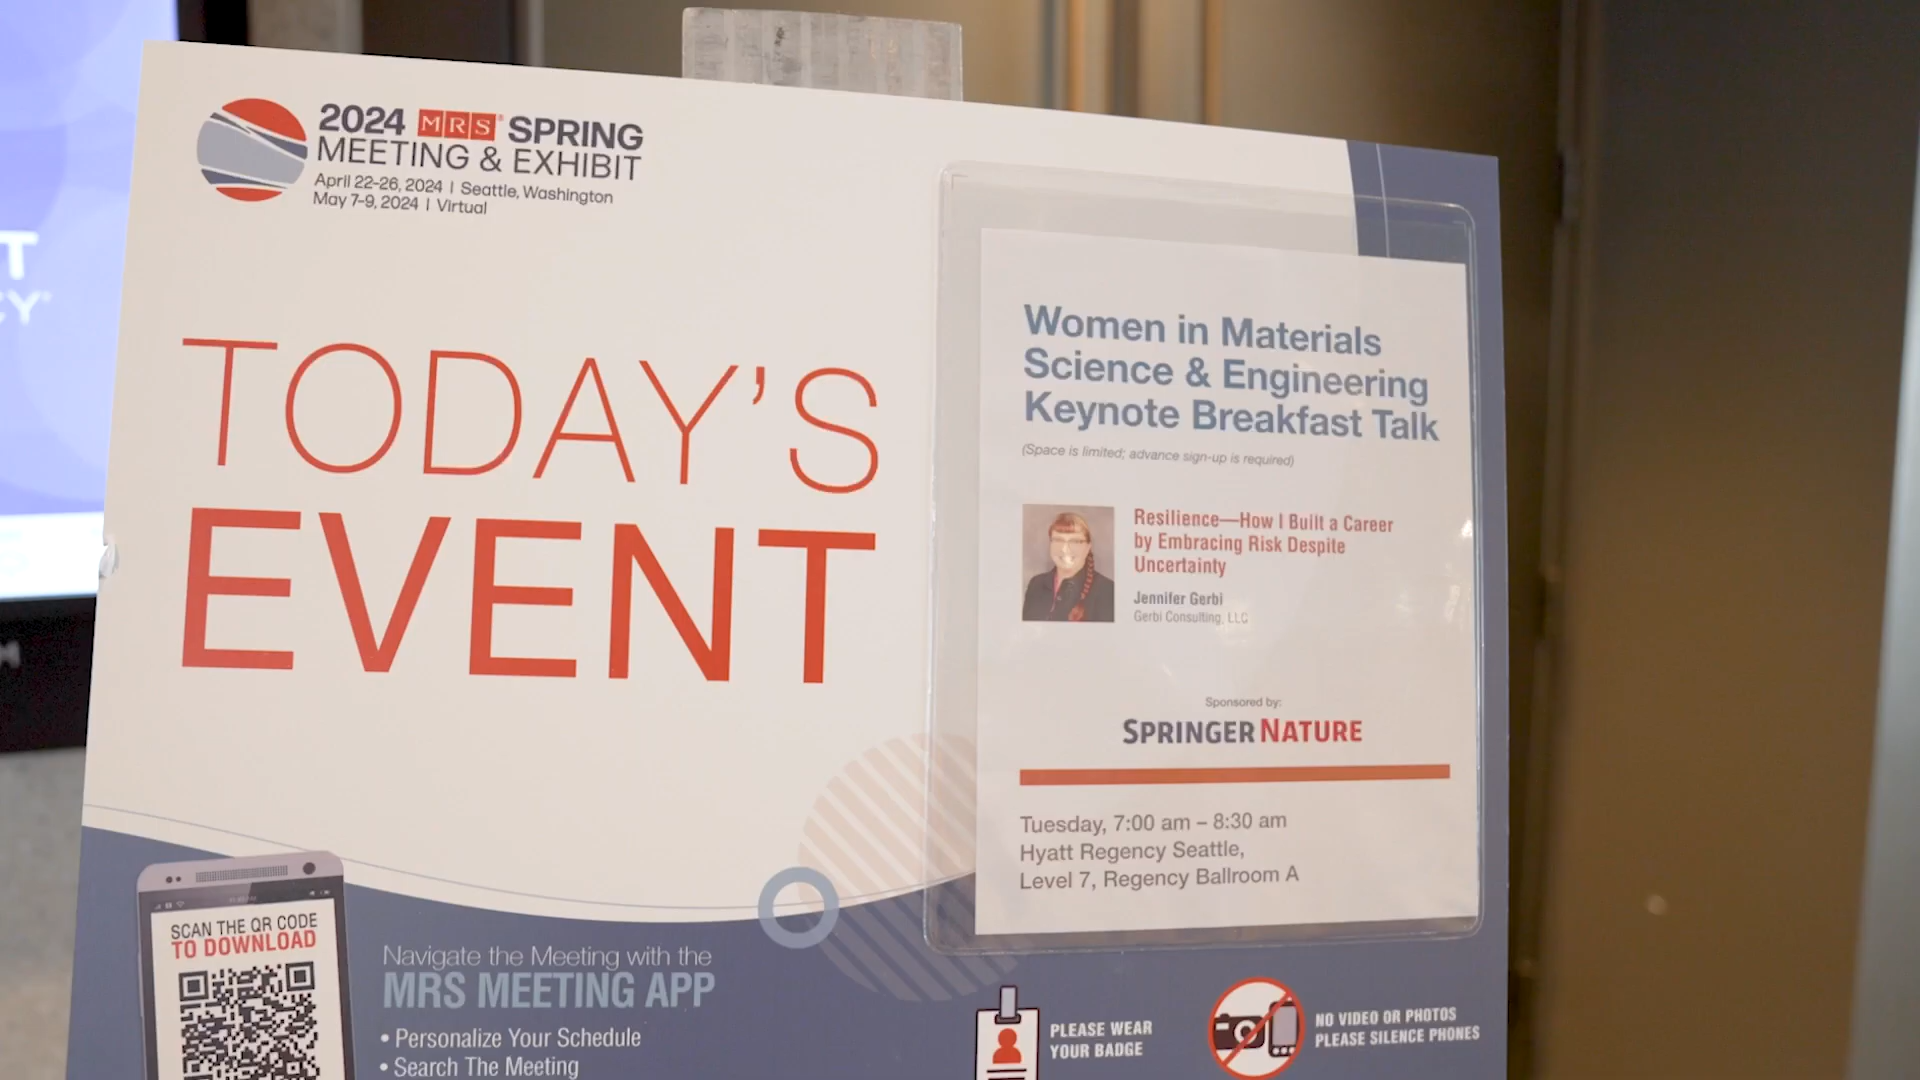 2024 MRS® SPRING
MEETING & EXHIBIT
April 22-26, 2024 | Seattle, Washington
May 7-9, 2024 | Virtual
TODAY'S
EVENT
Women in Materials
Science & Engineering
Keynote Breakfast Talk
(Space is limited; advance sign-up is required)
Resilience—How I Built a Career
by Embracing Risk Despite
Uncertainty
Jennifer Gerbi
Gerbi Consulting, LLC
Sponsored by:
SPRINGER NATURE
Tuesday, 7:00 am – 8:30 am
Hyatt Regency Seattle,
Level 7, Regency Ballroom A
SCAN THE QR CODE
TO DOWNLOAD
Navigate the Meeting with the
MRS MEETING APP
• Personalize Your Schedule
• Search The Meeting
PLEASE WEAR
YOUR BADGE
NO VIDEO OR PHOTOS
PLEASE SILENCE PHONES